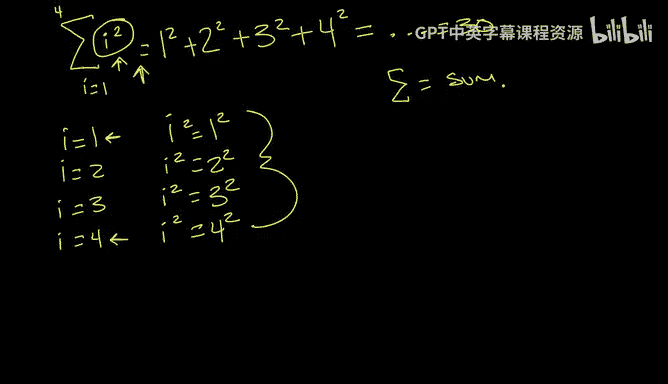 4
∑ i² = 1² + 2² + 3² + 4² = ... = 30
i=1
GPT中英字幕课程资源 bilibili
∑ = sum.
i=1 ← i²=1²
i=2 i²=2²
i=3 i²=3²
i=4 ← i²=4²